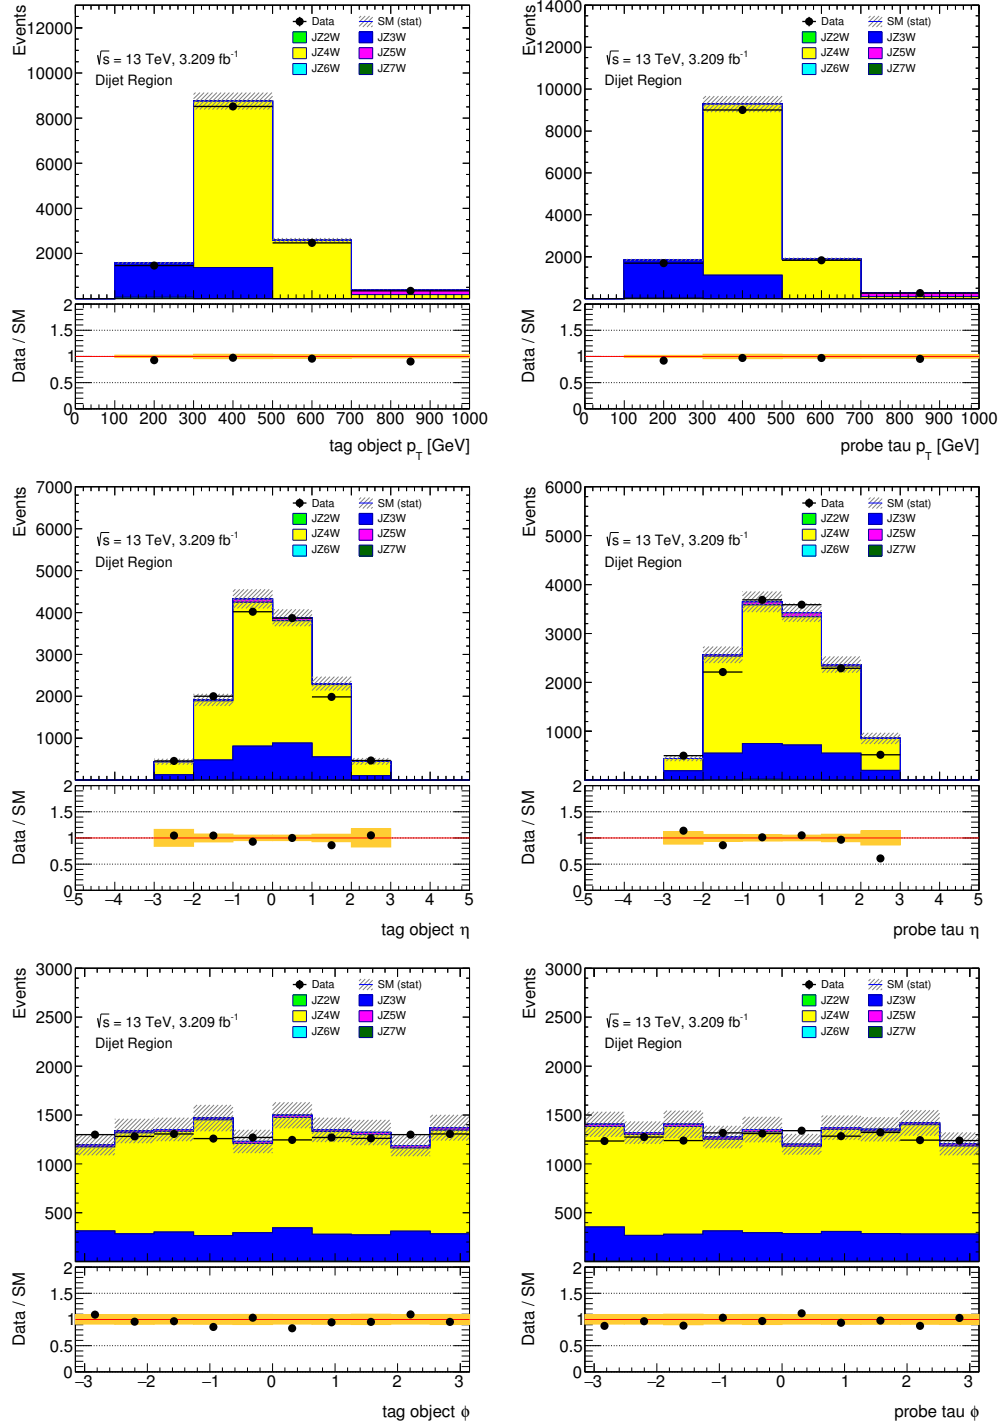 Events
12000
10000
8000
6000
4000
2000
√s = 13 TeV, 3.209 fb⁻¹
Dijet Region
Data
SM (stat)
JZ2W
JZ3W
JZ4W
JZ5W
JZ6W
JZ7W
Data / SM
2
1.5
1
0.5
0
0 100 200 300 400 500 600 700 800 900 1000
tag object p_T [GeV]
Events
14000
12000
10000
8000
6000
4000
2000
√s = 13 TeV, 3.209 fb⁻¹
Dijet Region
Data
SM (stat)
JZ2W
JZ3W
JZ4W
JZ5W
JZ6W
JZ7W
Data / SM
2
1.5
1
0.5
0
0 100 200 300 400 500 600 700 800 900 1000
probe tau p_T [GeV]
Events
7000
6000
5000
4000
3000
2000
1000
√s = 13 TeV, 3.209 fb⁻¹
Dijet Region
Data
SM (stat)
JZ2W
JZ3W
JZ4W
JZ5W
JZ6W
JZ7W
Data / SM
2
1.5
1
0.5
0
−5 −4 −3 −2 −1 0 1 2 3 4 5
tag object η
Events
6000
5000
4000
3000
2000
1000
√s = 13 TeV, 3.209 fb⁻¹
Dijet Region
Data
SM (stat)
JZ2W
JZ3W
JZ4W
JZ5W
JZ6W
JZ7W
Data / SM
2
1.5
1
0.5
0
−5 −4 −3 −2 −1 0 1 2 3 4 5
probe tau η
Events
3000
2500
2000
1500
1000
500
√s = 13 TeV, 3.209 fb⁻¹
Dijet Region
Data
SM (stat)
JZ2W
JZ3W
JZ4W
JZ5W
JZ6W
JZ7W
Data / SM
2
1.5
1
0.5
0
−3 −2 −1 0 1 2 3
tag object ϕ
Events
3000
2500
2000
1500
1000
500
√s = 13 TeV, 3.209 fb⁻¹
Dijet Region
Data
SM (stat)
JZ2W
JZ3W
JZ4W
JZ5W
JZ6W
JZ7W
Data / SM
2
1.5
1
0.5
0
−3 −2 −1 0 1 2 3
probe tau ϕ